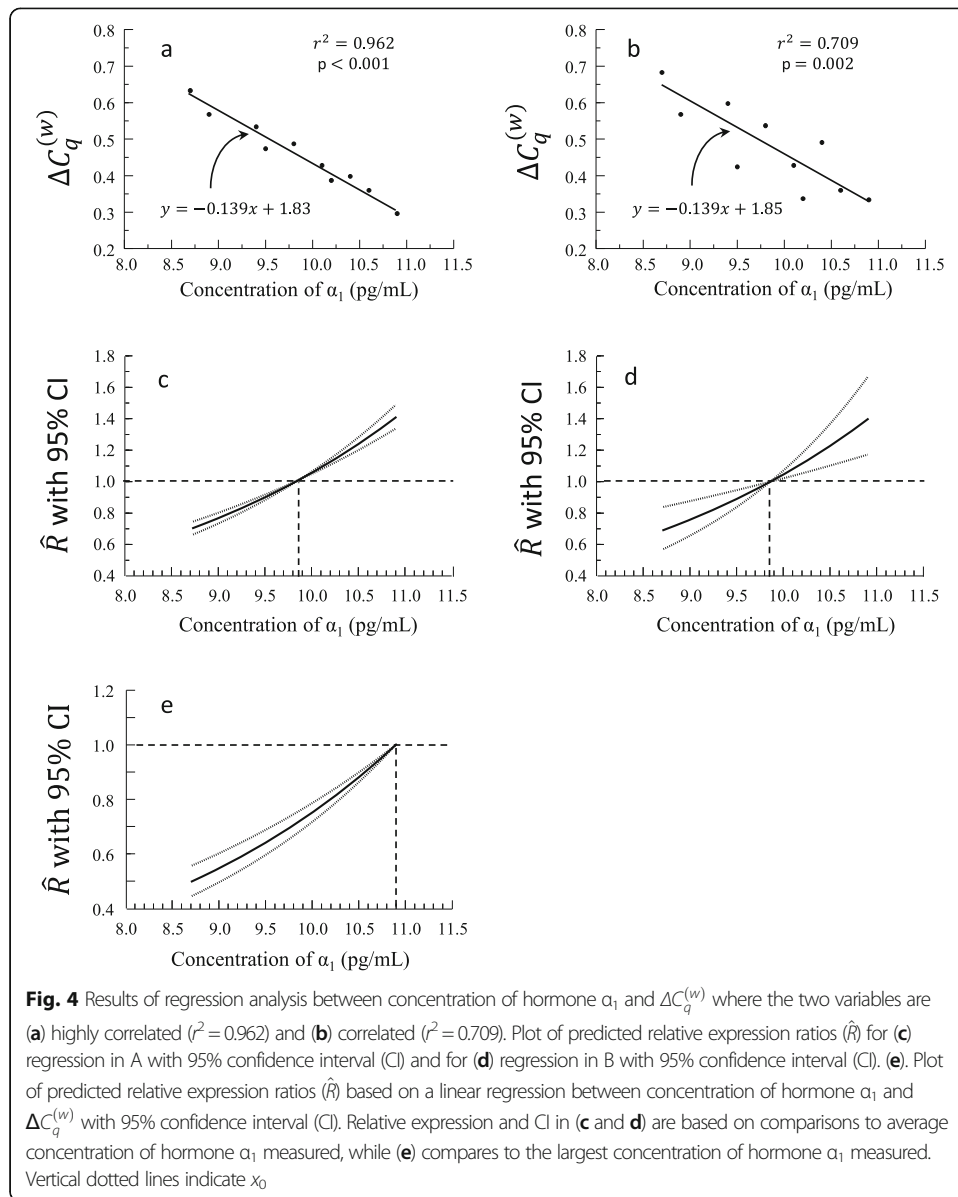 a
r² = 0.962
p < 0.001
0.8
0.7
0.6
0.5
0.4
0.3
0.2
ΔC_q^(w)
y = −0.139x + 1.83
8.0 8.5 9.0 9.5 10.0 10.5 11.0 11.5
Concentration of α₁ (pg/mL)
b
r² = 0.709
p = 0.002
0.8
0.7
0.6
0.5
0.4
0.3
0.2
ΔC_q^(w)
y = −0.139x + 1.85
8.0 8.5 9.0 9.5 10.0 10.5 11.0 11.5
Concentration of α₁ (pg/mL)
c
1.8
1.6
1.4
1.2
1.0
0.8
0.6
0.4
R̂ with 95% CI
8.0 8.5 9.0 9.5 10.0 10.5 11.0 11.5
Concentration of α₁ (pg/mL)
d
1.8
1.6
1.4
1.2
1.0
0.8
0.6
0.4
R̂ with 95% CI
8.0 8.5 9.0 9.5 10.0 10.5 11.0 11.5
Concentration of α₁ (pg/mL)
e
1.2
1.0
0.8
0.6
0.4
R̂ with 95% CI
8.0 8.5 9.0 9.5 10.0 10.5 11.0 11.5
Concentration of α₁ (pg/mL)
Fig. 4 Results of regression analysis between concentration of hormone α₁ and ΔC_q^(w) where the two variables are
(a) highly correlated (r² = 0.962) and (b) correlated (r² = 0.709). Plot of predicted relative expression ratios (R̂) for (c)
regression in A with 95% confidence interval (CI) and for (d) regression in B with 95% confidence interval (CI). (e). Plot
of predicted relative expression ratios (R̂) based on a linear regression between concentration of hormone α₁ and
ΔC_q^(w) with 95% confidence interval (CI). Relative expression and CI in (c and d) are based on comparisons to average
concentration of hormone α₁ measured, while (e) compares to the largest concentration of hormone α₁ measured.
Vertical dotted lines indicate x₀